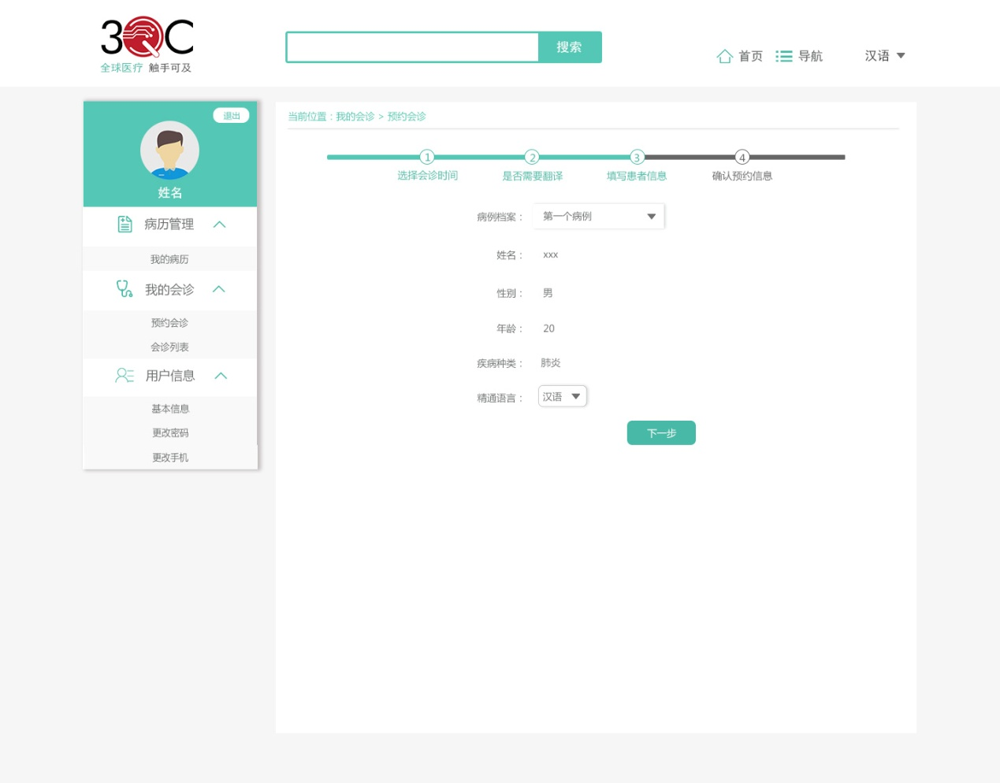 3QC
全球医疗 触手可及
搜索
首页 导航 汉语
退出
姓名
病历管理
我的病历
我的会诊
预约会诊
会诊列表
用户信息
基本信息
更改密码
更改手机
当前位置：我的会诊 > 预约会诊
1 2 3 4
选择会诊时间 是否需要翻译 填写患者信息 确认预约信息
病例档案： 第一个病例
姓名： xxx
性别： 男
年龄： 20
疾病种类： 肺炎
精通语言： 汉语
下一步